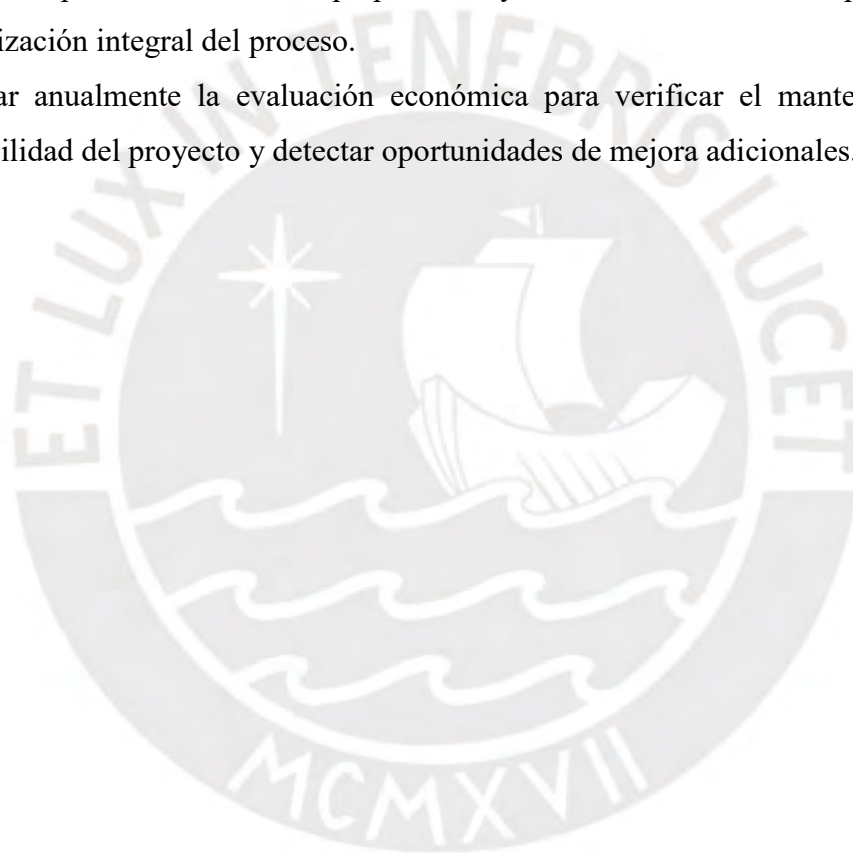 ización integral del proceso.
ar anualmente la evaluación económica para verificar el mante
ilidad del proyecto y detectar oportunidades de mejora adicionales.
ET LUX IN TENEBRIS LUCET
MCMXVII